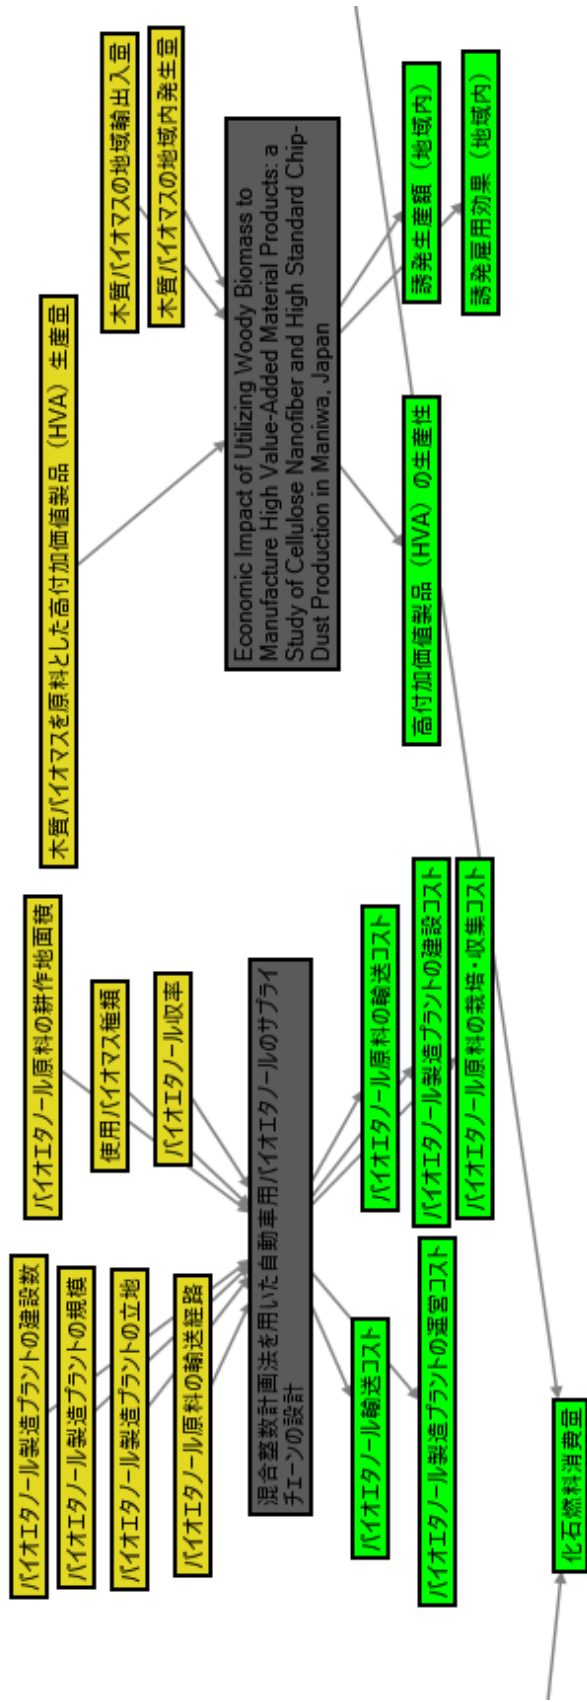 バイオエタノール製造プラントの建設数
バイオエタノール製造プラントの規模
バイオエタノール製造プラントの立地
バイオエタノール原料の輸送経路
バイオエタノール原料の耕作地面積
使用バイオマス種類
バイオエタノール収率
混合整数計画法を用いた自動車用バイオエタノールのサプライ
チェーンの設計
バイオエタノール輸送コスト
バイオエタノール製造プラントの運営コスト
バイオエタノール原料の輸送コスト
バイオエタノール製造プラントの建設コスト
バイオエタノール原料の栽培・収集コスト
化石燃料消費量
木質バイオマスを原料とした高付加価値製品（HVA）生産量
木質バイオマスの地域輸出入量
木質バイオマスの地域内発生量
Economic Impact of Utilizing Woody Biomass to
Manufacture High Value-Added Material Products: a
Study of Cellulose Nanofiber and High Standard Chip-
Dust Production in Maniwa, Japan
高付加価値製品（HVA）の生産性
誘発生産額（地域内）
誘発雇用効果（地域内）